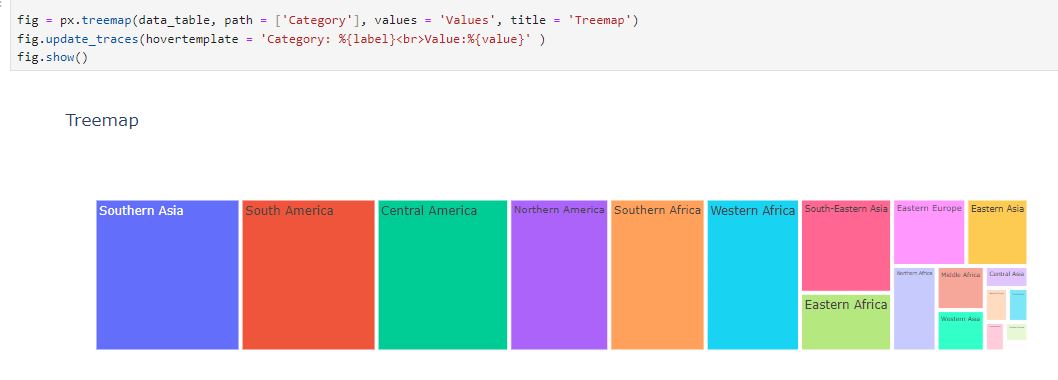 fig = px.treemap(data_table, path = ['Category'], values = 'Values', title = 'Treemap')
fig.update_traces(hovertemplate = 'Category: %{label}<br>Value:%{value}' )
fig.show()
Treemap
Southern Asia
South America
Central America
Northern America
Southern Africa
Western Africa
South-Eastern Asia
Eastern Africa
Eastern Europe
Eastern Asia
Northern Africa
Middle Africa
Central Asia
Western Asia